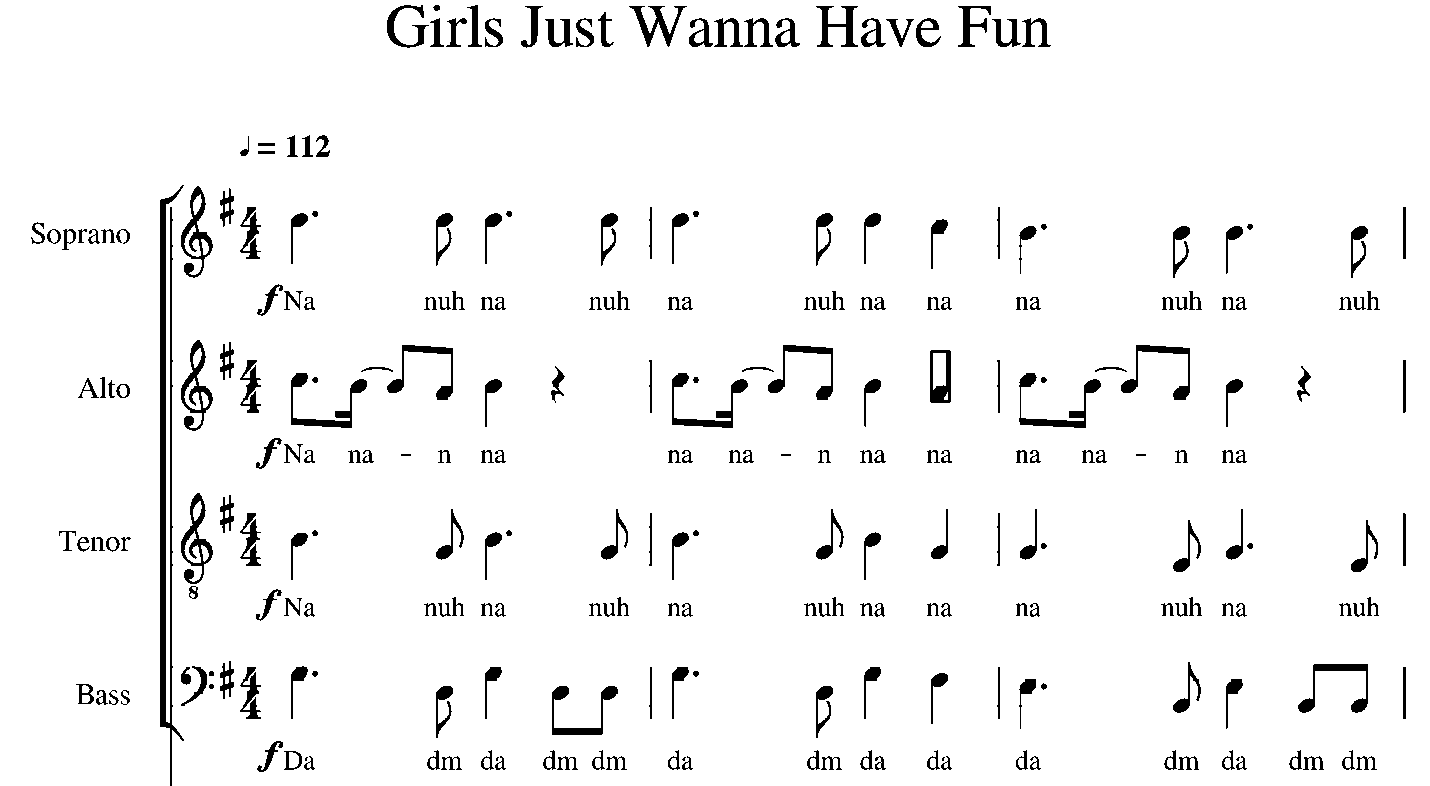 Girls Just Wanna Have Fun
♩ = 112
Soprano
f Na nuh na nuh na nuh na na na nuh na nuh
Alto
f Na na - n na na na - n na na na na - n na
Tenor
8
f Na nuh na nuh na nuh na na na nuh na nuh
Bass
f Da dm da dm dm da dm da da da dm da dm dm